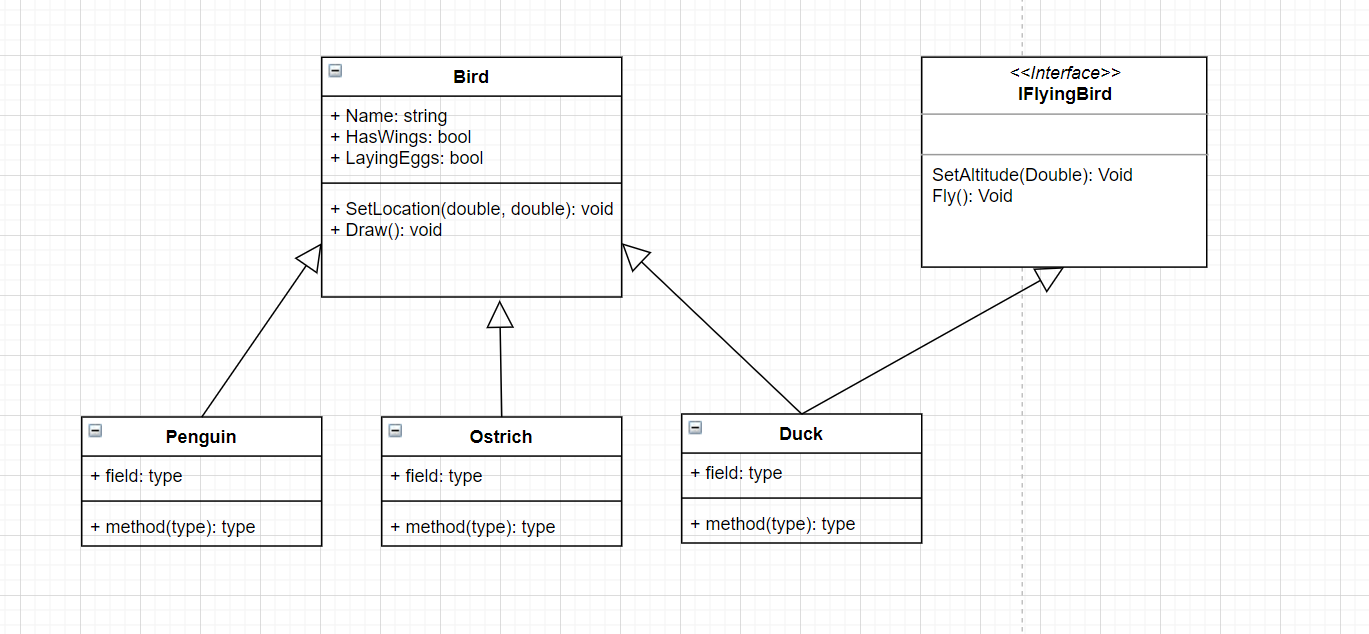 Bird
+ Name: string
+ HasWings: bool
+ LayingEggs: bool
+ SetLocation(double, double): void
+ Draw(): void
<<Interface>>
IFlyingBird
SetAltitude(Double): Void
Fly(): Void
Penguin
+ field: type
+ method(type): type
Ostrich
+ field: type
+ method(type): type
Duck
+ field: type
+ method(type): type